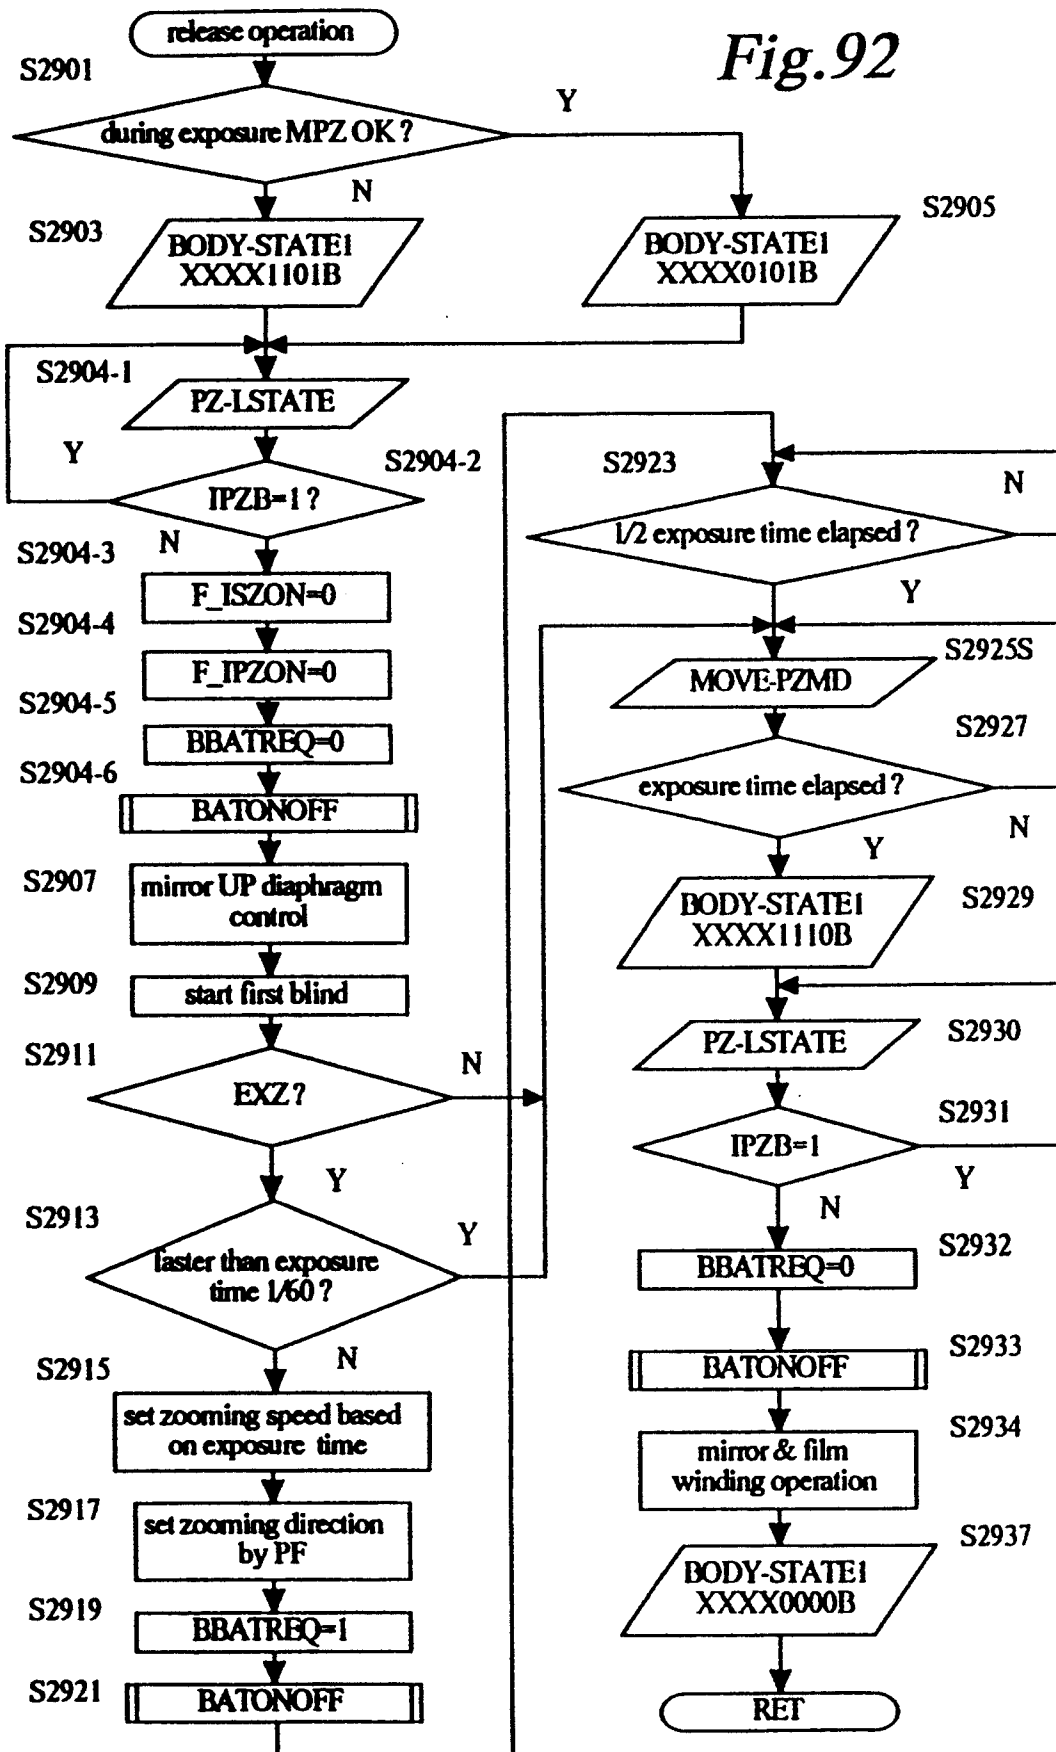 Fig.92
release operation
S2901
during exposure MPZ OK ?
Y
N
S2903
BODY-STATE1
XXXX1101B
S2905
BODY-STATE1
XXXX0101B
S2904-1
PZ-LSTATE
Y
S2904-2
IPZB=1 ?
N
S2904-3
F_ISZON=0
S2904-4
F_IPZON=0
S2904-5
BBATREQ=0
S2904-6
BATONOFF
S2907
mirror UP diaphragm
control
S2909
start first blind
S2911
EXZ ?
N
Y
S2913
faster than exposure
time 1/60 ?
Y
N
S2915
set zooming speed based
on exposure time
S2917
set zooming direction
by PF
S2919
BBATREQ=1
S2921
BATONOFF
S2923
1/2 exposure time elapsed ?
N
Y
S2925S
MOVE-PZMD
S2927
exposure time elapsed ?
N
Y
S2929
BODY-STATE1
XXXX1110B
S2930
PZ-LSTATE
S2931
IPZB=1
Y
N
S2932
BBATREQ=0
S2933
BATONOFF
S2934
mirror & film
winding operation
S2937
BODY-STATE1
XXXX0000B
RET